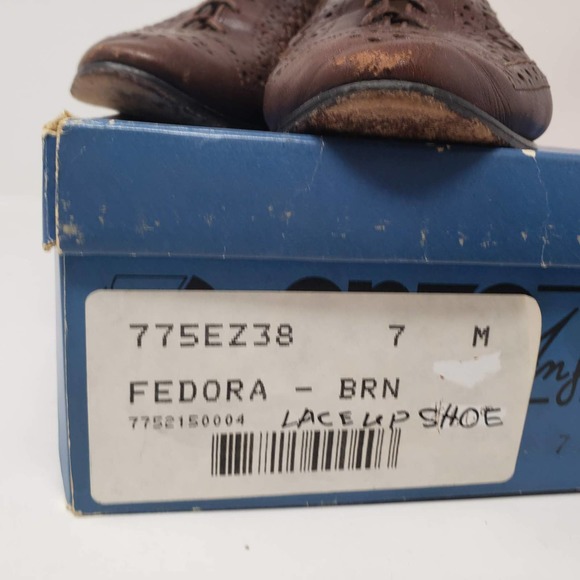 775EZ38 7 M
FEDORA - BRN
7752150004 LACE UP SHOE